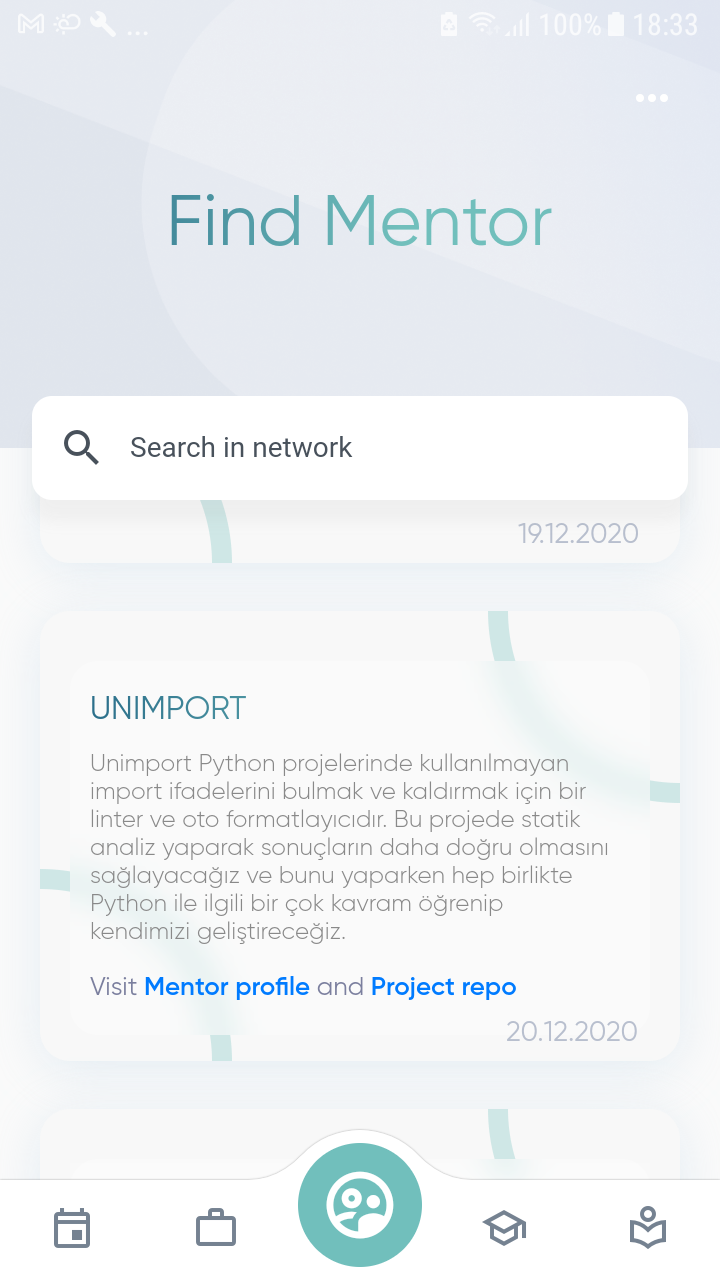 100% 18:33
Find Mentor
Search in network
19.12.2020
UNIMPORT
Unimport Python projelerinde kullanılmayan
import ifadelerini bulmak ve kaldırmak için bir
linter ve oto formatlayıcıdır. Bu projede statik
analiz yaparak sonuçların daha doğru olmasını
sağlayacağız ve bunu yaparken hep birlikte
Python ile ilgili bir çok kavram öğrenip
kendimizi geliştireceğiz.
Visit Mentor profile and Project repo
20.12.2020